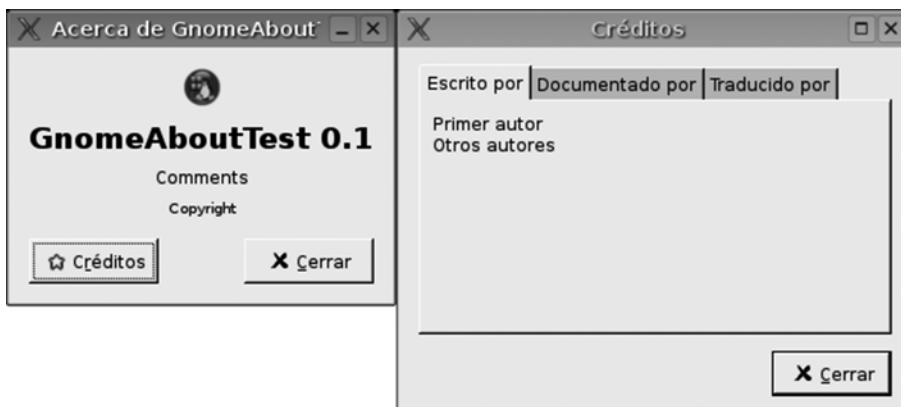 Acerca de GnomeAbout
GnomeAboutTest 0.1
Comments
Copyright
Créditos
Cerrar
Créditos
Escrito por
Documentado por
Traducido por
Primer autor
Otros autores
Cerrar